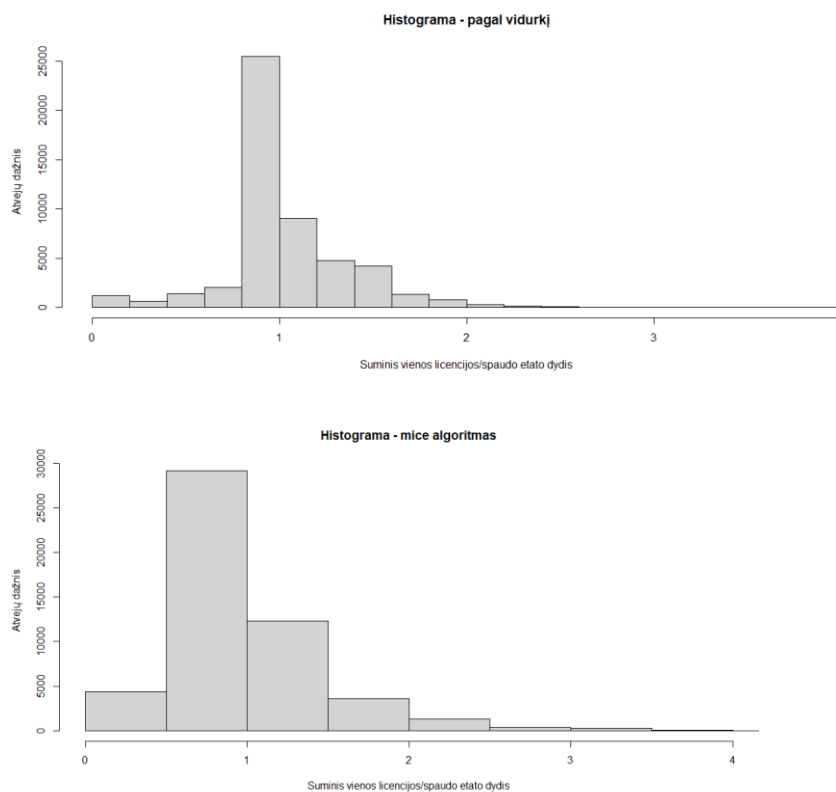 Histograma - pagal vidurkį
25000
20000
15000
10000
5000
0
Atvejų dažnis
0 1 2 3
Suminis vienos licencijos/spaudo etato dydis
Histograma - mice algoritmas
30000
25000
20000
15000
10000
5000
0
Atvejų dažnis
0 1 2 3 4
Suminis vienos licencijos/spaudo etato dydis